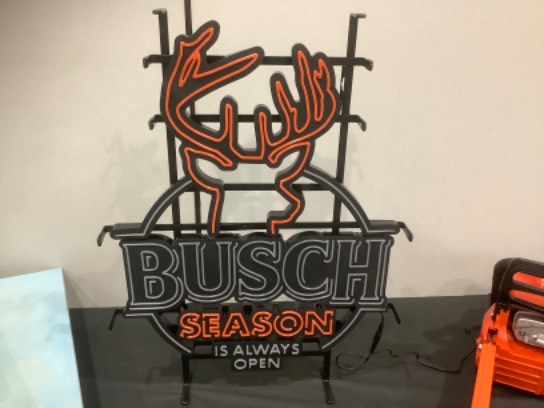 BUSCH
SEASON
IS ALWAYS
OPEN